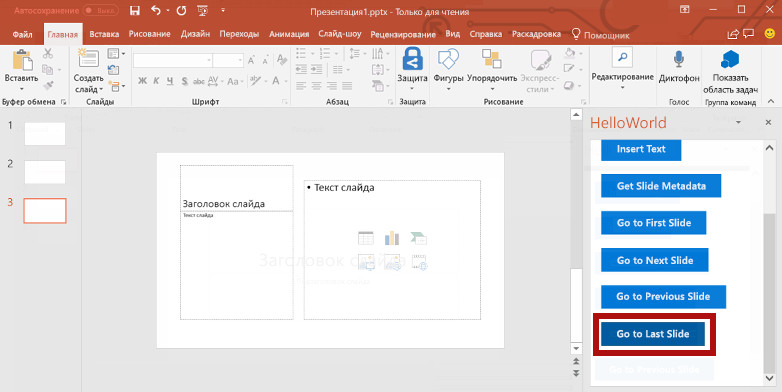 Автосохранение
Выкл.
Презентация1.pptx - Только для чтения
Файл Главная Вставка Рисование Дизайн Переходы Анимация Слайд-шоу Рецензирование Вид Справка Раскадровка Помощник
Вставить
Создать слайд
Ж К Ч S abc AV Aa
Защита
Фигуры
Упорядочить
Экспресс-стили
Редактирование
Диктофон
Показать область задач
Буфер обмена Слайды Шрифт Абзац Защита Рисование Голос Группа команд
1
2
3
Заголовок слайда
Текст слайда
• Текст слайда
Заголовок слайда
HelloWorld
Insert Text
Get Slide Metadata
Go to First Slide
Go to Next Slide
Go to Previous Slide
Go to Last Slide
Go to Previous Slide